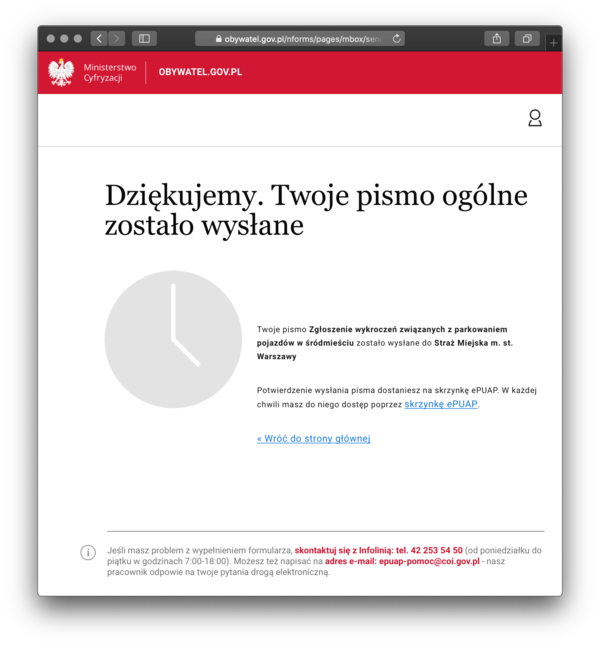 obywatel.gov.pl/nforms/pages/mbox/sen
Ministerstwo
Cyfryzacji
OBYWATEL.GOV.PL
Dziękujemy. Twoje pismo ogólne
zostało wysłane
Twoje pismo Zgłoszenie wykroczeń związanych z parkowaniem
pojazdów w śródmieściu zostało wysłane do Straż Miejska m. st.
Warszawy
Potwierdzenie wysłania pisma dostaniesz na skrzynkę ePUAP. W każdej
chwili masz do niego dostęp poprzez skrzynkę ePUAP.
« Wróć do strony głównej
Jeśli masz problem z wypełnieniem formularza, skontaktuj się z Infolinią: tel. 42 253 54 50 (od poniedziałku do
piątku w godzinach 7:00-18:00). Możesz też napisać na adres e-mail: epuap-pomoc@coi.gov.pl - nasz
pracownik odpowie na twoje pytania drogą elektroniczną.